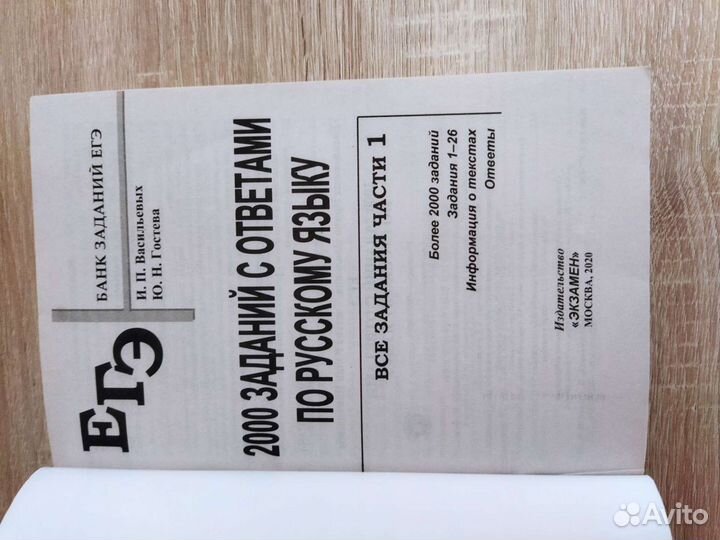 ЕГЭ
БАНК ЗАДАНИЙ ЕГЭ
И. П. Васильевых
Ю. Н. Гостева
2000 ЗАДАНИЙ С ОТВЕТАМИ
ПО РУССКОМУ ЯЗЫКУ
ВСЕ ЗАДАНИЯ ЧАСТИ 1
Более 2000 заданий
Задания 1–26
Информация о текстах
Ответы
Издательство
«ЭКЗАМЕН»
МОСКВА, 2020
Avito